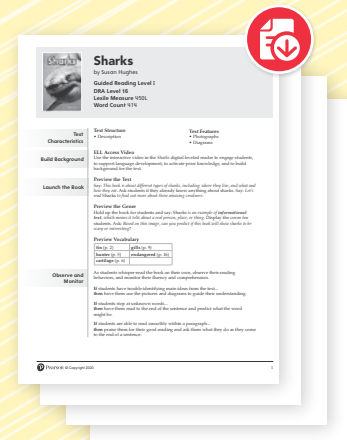 Sharks
Sharks
by Susan Hughes
Guided Reading Level I
DRA Level 16
Lexile Measure 450L
Word Count 414
Text
Characteristics
Text Structure
• Description
Text Features
• Photographs
• Diagrams
Build Background
ELL Access Video
Use the interactive video in the Sharks digital leveled reader to engage students,
to support language development, to activate prior knowledge, and to build
background for the text.
Launch the Book
Preview the Text
Say: This book is about different types of sharks, including where they live, and what and
how they eat. Ask students if they already know anything about sharks. Say: Let's
read Sharks to find out more about these amazing creatures.
Preview the Genre
Hold up the book for students and say: Sharks is an example of informational
text, which means it tells about a real person, place, or thing. Display the cover for
students. Ask: Based on this image, can you predict if this book will show sharks to be
scary or interesting?
Preview Vocabulary
fin (p. 2) gills (p. 4)
hunter (p. 5) endangered (p. 16)
cartilage (p. 6)
Observe and
Monitor
As students whisper-read the book on their own, observe their reading
behaviors, and monitor their fluency and comprehension.
If students have trouble identifying main ideas from the text...
then have them use the pictures and diagrams to guide their understanding.
If students stop at unknown words...
then have them read to the end of the sentence and predict what the word
might be.
If students are able to read smoothly within a paragraph...
then praise them for their good reading and ask them what they do as they come
to the end of a sentence.
Pearson © Copyright 2020
1